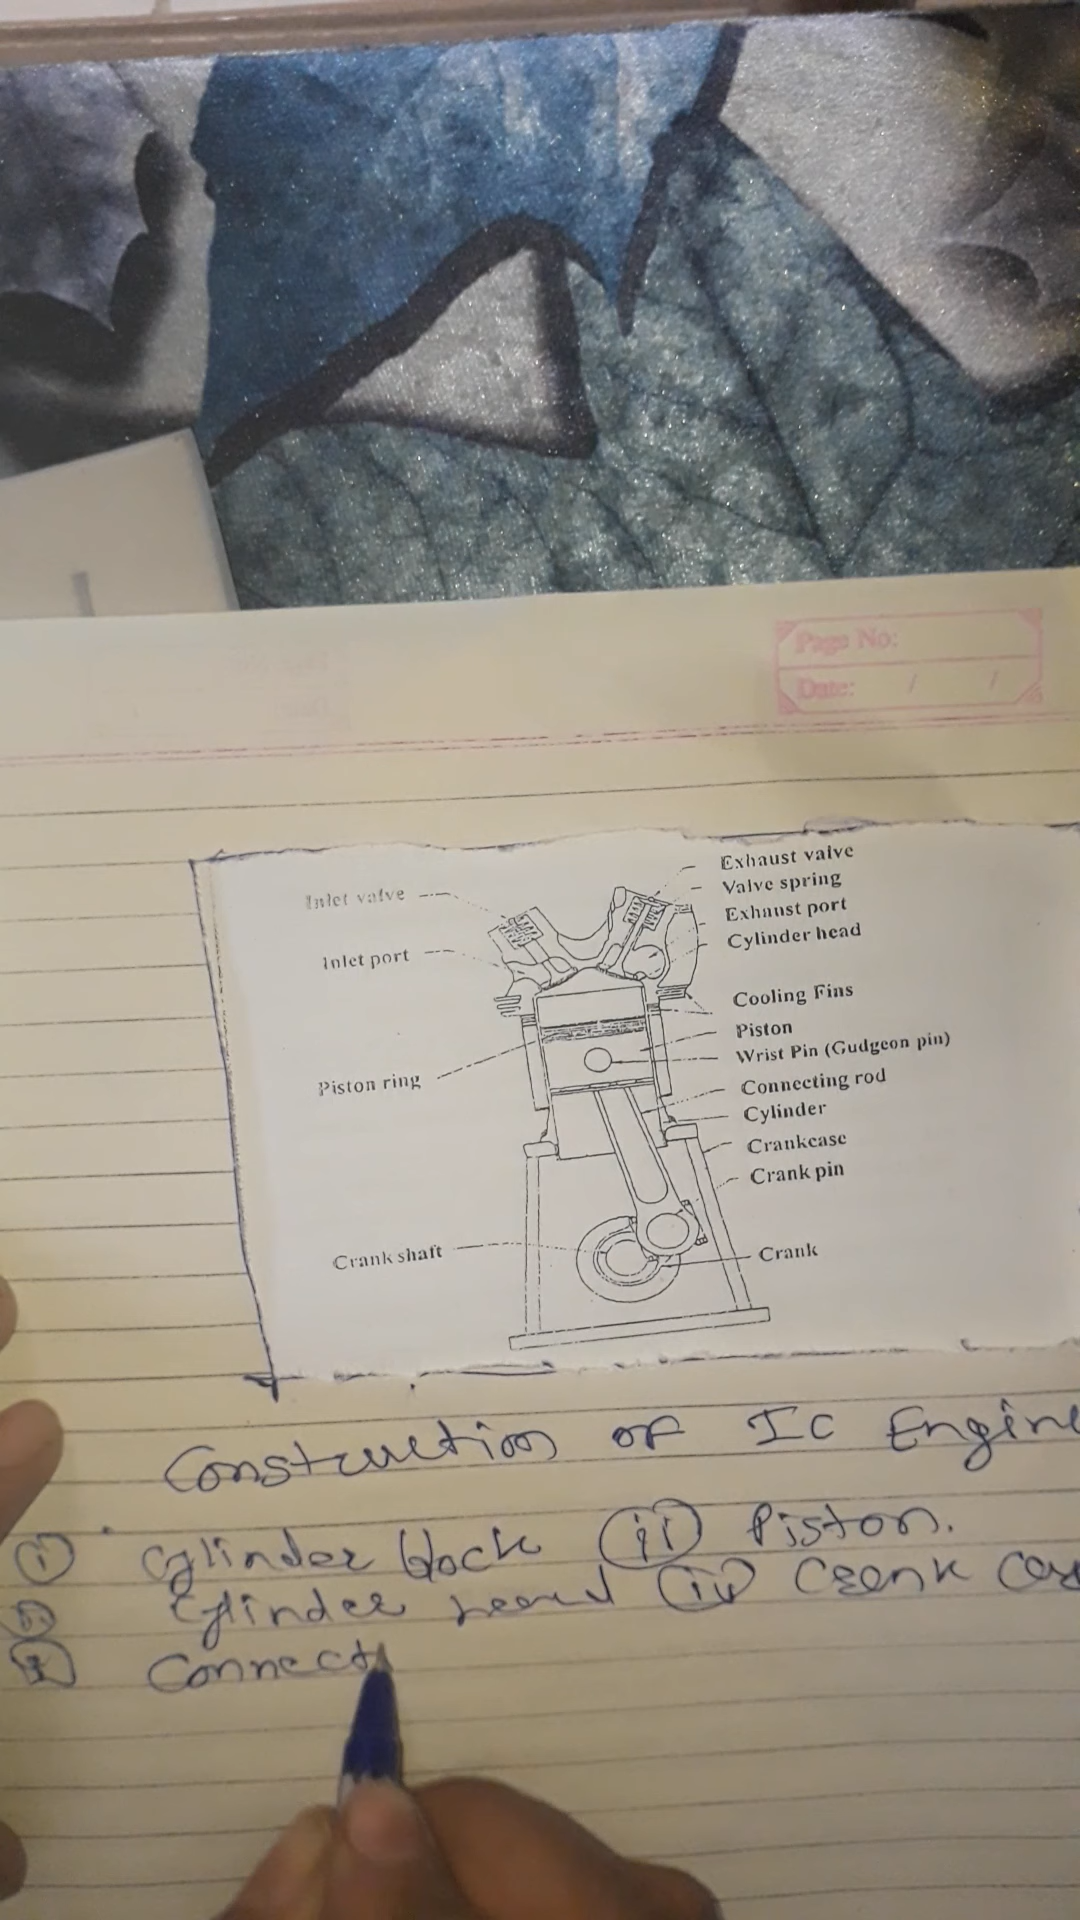 Page No:
Date: / /
Exhaust valve
Inlet valve
Valve spring
Exhaust port
Inlet port
Cylinder head
Cooling Fins
Piston
Wrist Pin (Gudgeon pin)
Piston ring
Connecting rod
Cylinder
Crankcase
Crank pin
Crank shaft
Crank
Construction of IC Engine
(i) Cylinder block (ii) Piston.
Cylinder head (iv) Crank cas
Connect